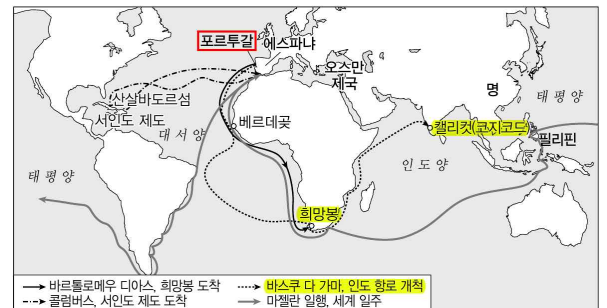 포르투갈
에스파냐
오스만
제국
명
태평양
산살바도르섬
서인도 제도
대서양
베르데곶
캘리컷(코지코드)
필리핀
태평양
인도양
희망봉
바르톨로메우 디아스, 희망봉 도착
바스쿠 다 가마, 인도 항로 개척
콜럼버스, 서인도 제도 도착
마젤란 일행, 세계 일주